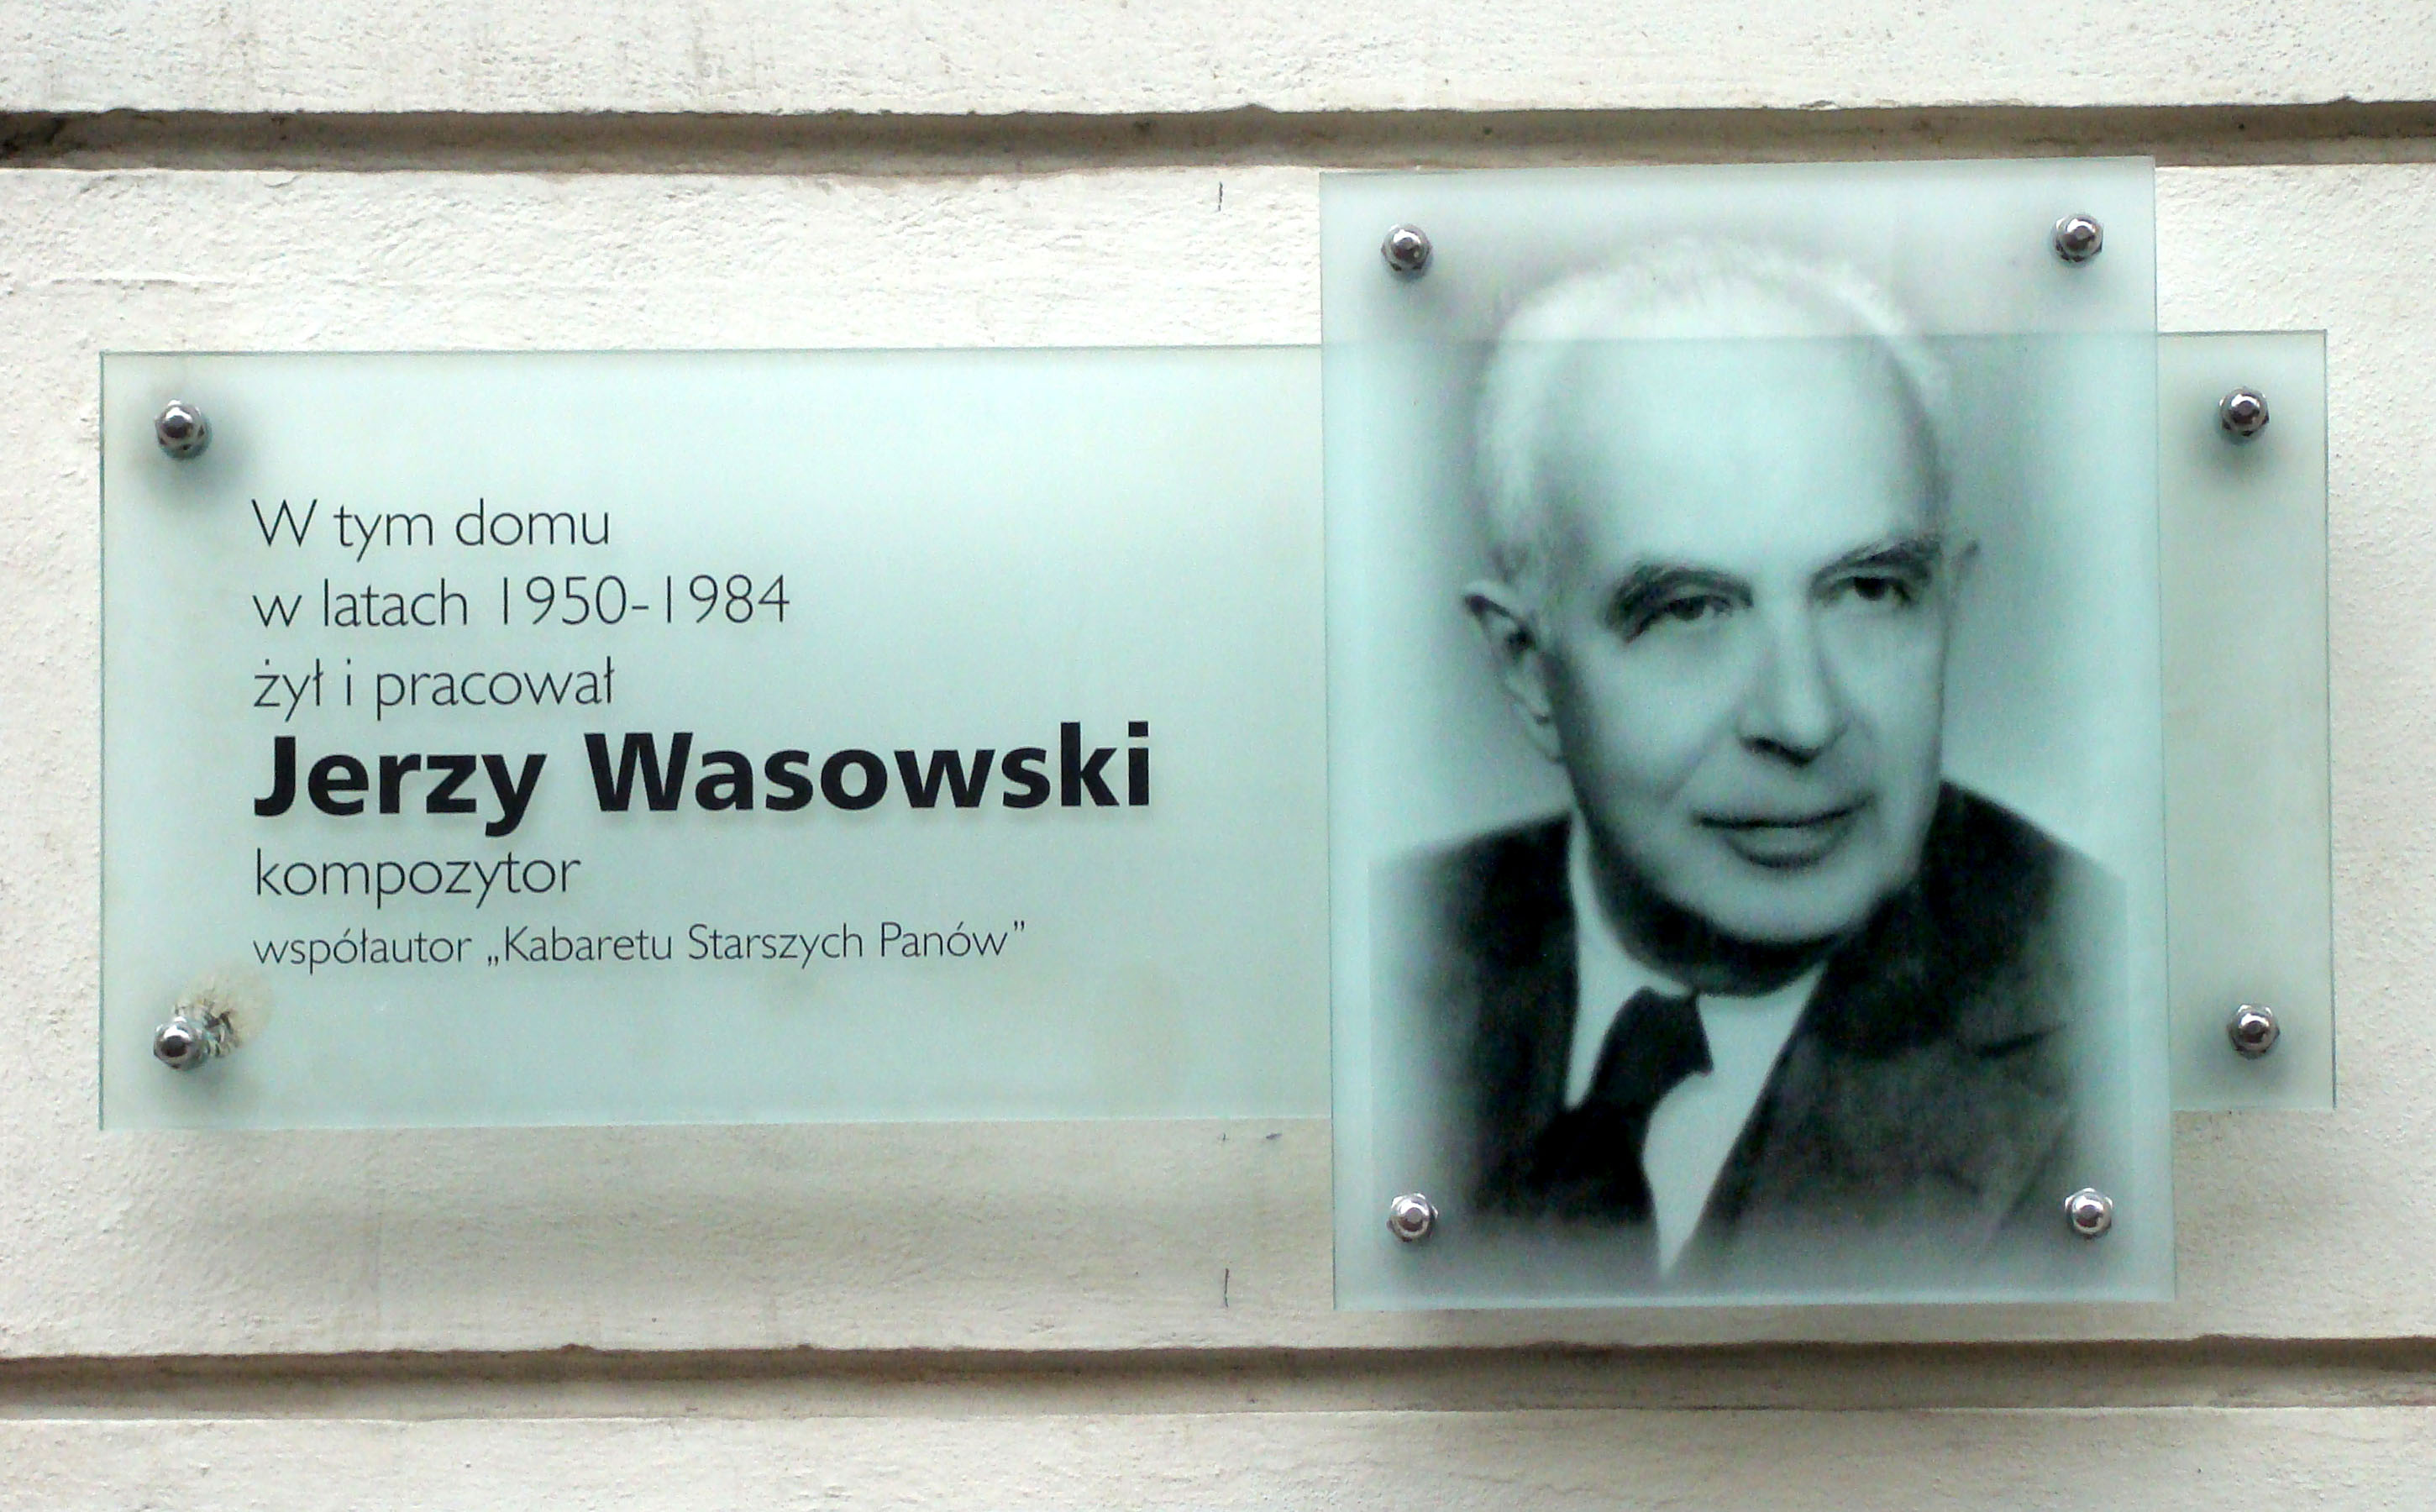 W tym domu
w latach 1950-1984
żył i pracował
Jerzy Wasowski
kompozytor
współautor „Kabaretu Starszych Panów”